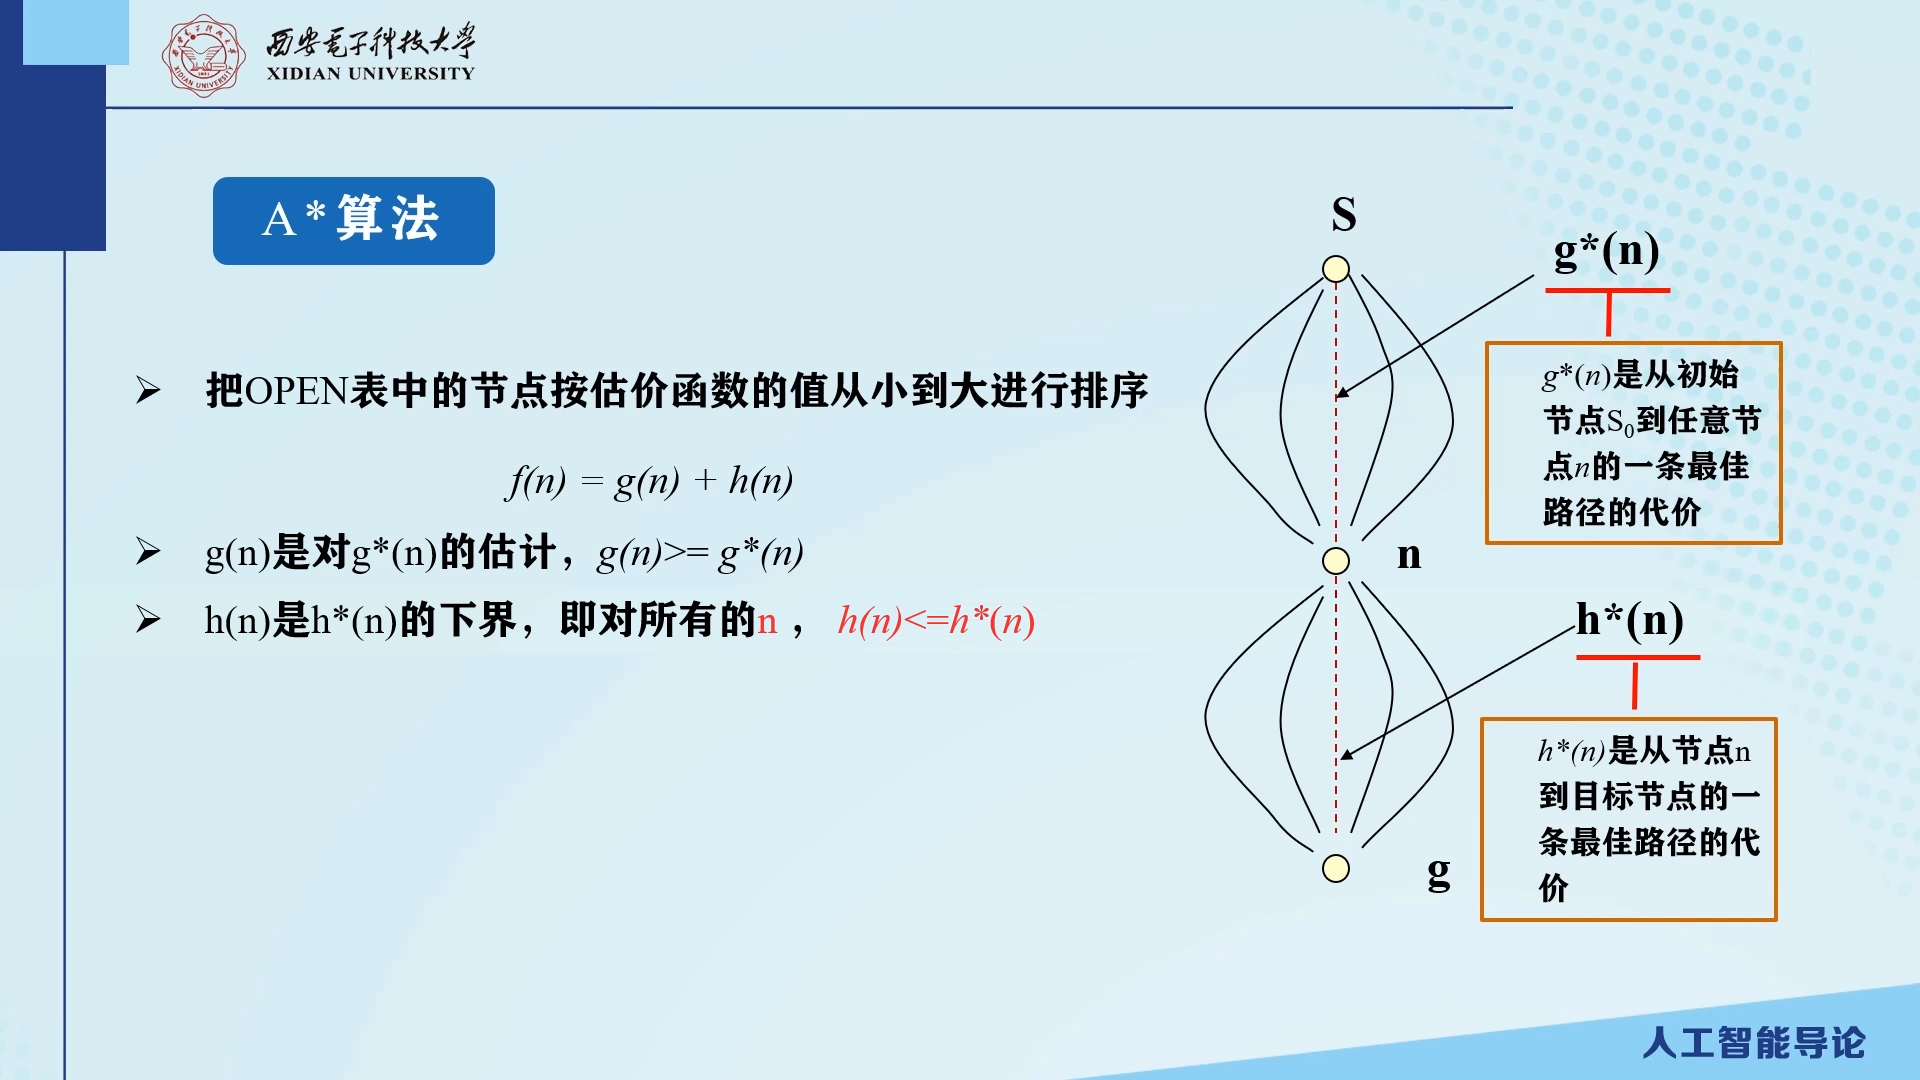 西安电子科技大学
XIDIAN UNIVERSITY
A*算法
把OPEN表中的节点按估价函数的值从小到大进行排序
f(n) = g(n) + h(n)
g(n)是对g*(n)的估计，g(n)>= g*(n)
h(n)是h*(n)的下界，即对所有的n ， h(n)<=h*(n)
S
g*(n)
g*(n)是从初始
节点S₀到任意节
点n的一条最佳
路径的代价
n
h*(n)
h*(n)是从节点n
到目标节点的一
条最佳路径的代
价
g
人工智能导论